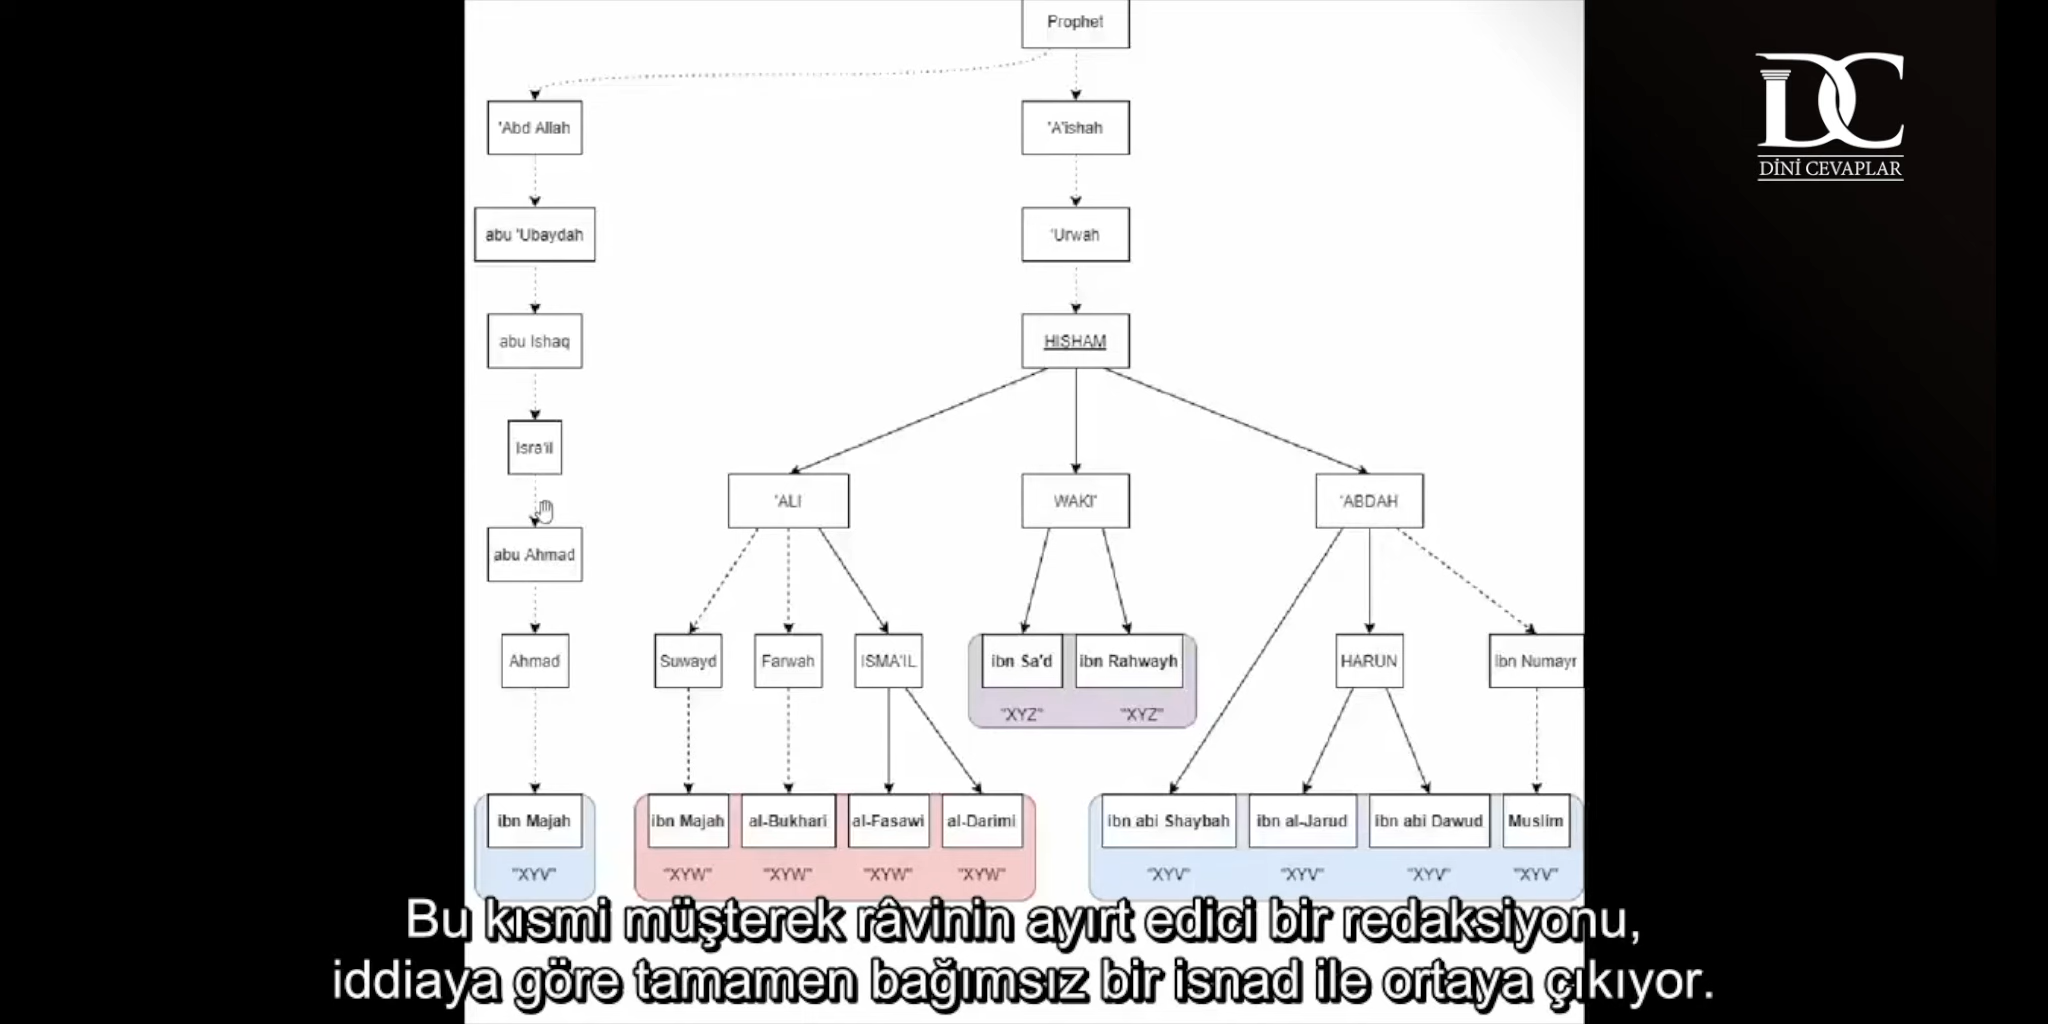 Prophet
DC
DİNİ CEVAPLAR
'Abd Allah
'A'ishah
abu 'Ubaydah
'Urwah
abu Ishaq
HISHAM
Isra'il
'ALI
WAKI'
'ABDAH
abu Ahmad
Ahmad
Suwayd
Farwah
ISMA'IL
ibn Sa'd
ibn Rahwayh
HARUN
ibn Numayr
"XYZ"
"XYZ"
ibn Majah
ibn Majah
al-Bukhari
al-Fasawi
al-Darimi
ibn abi Shaybah
ibn al-Jarud
ibn abi Dawud
Muslim
"XYV"
"XYW"
"XYW"
"XYW"
"XYW"
"XYV"
"XYV"
"XYV"
"XYV"
Bu kısmi müşterek râvinin ayırt edici bir redaksiyonu,
iddiaya göre tamamen bağımsız bir isnad ile ortaya çıkıyor.